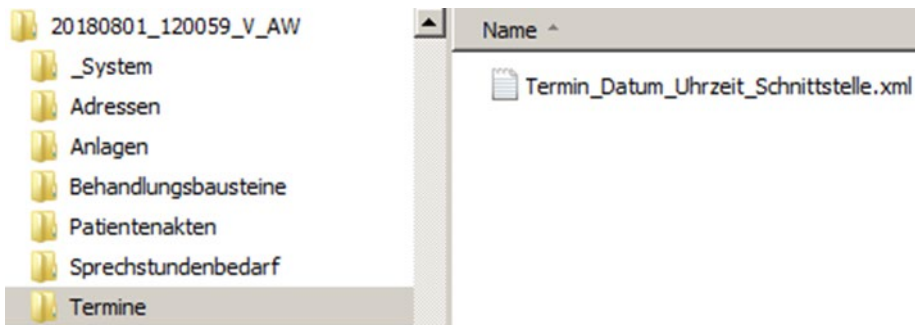 20180801_120059_V_AW
_System
Adressen
Anlagen
Behandlungsbausteine
Patientenakten
Sprechstundenbedarf
Termine
Name
Termin_Datum_Uhrzeit_Schnittstelle.xml